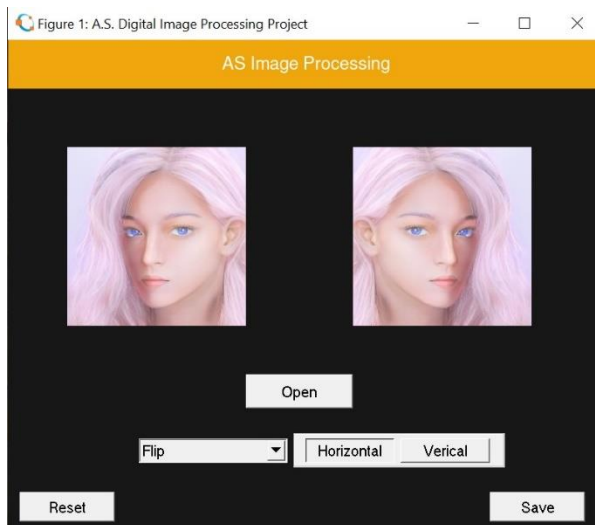 Figure 1: A.S. Digital Image Processing Project
AS Image Processing
Open
Flip
Horizontal Verical
Reset
Save